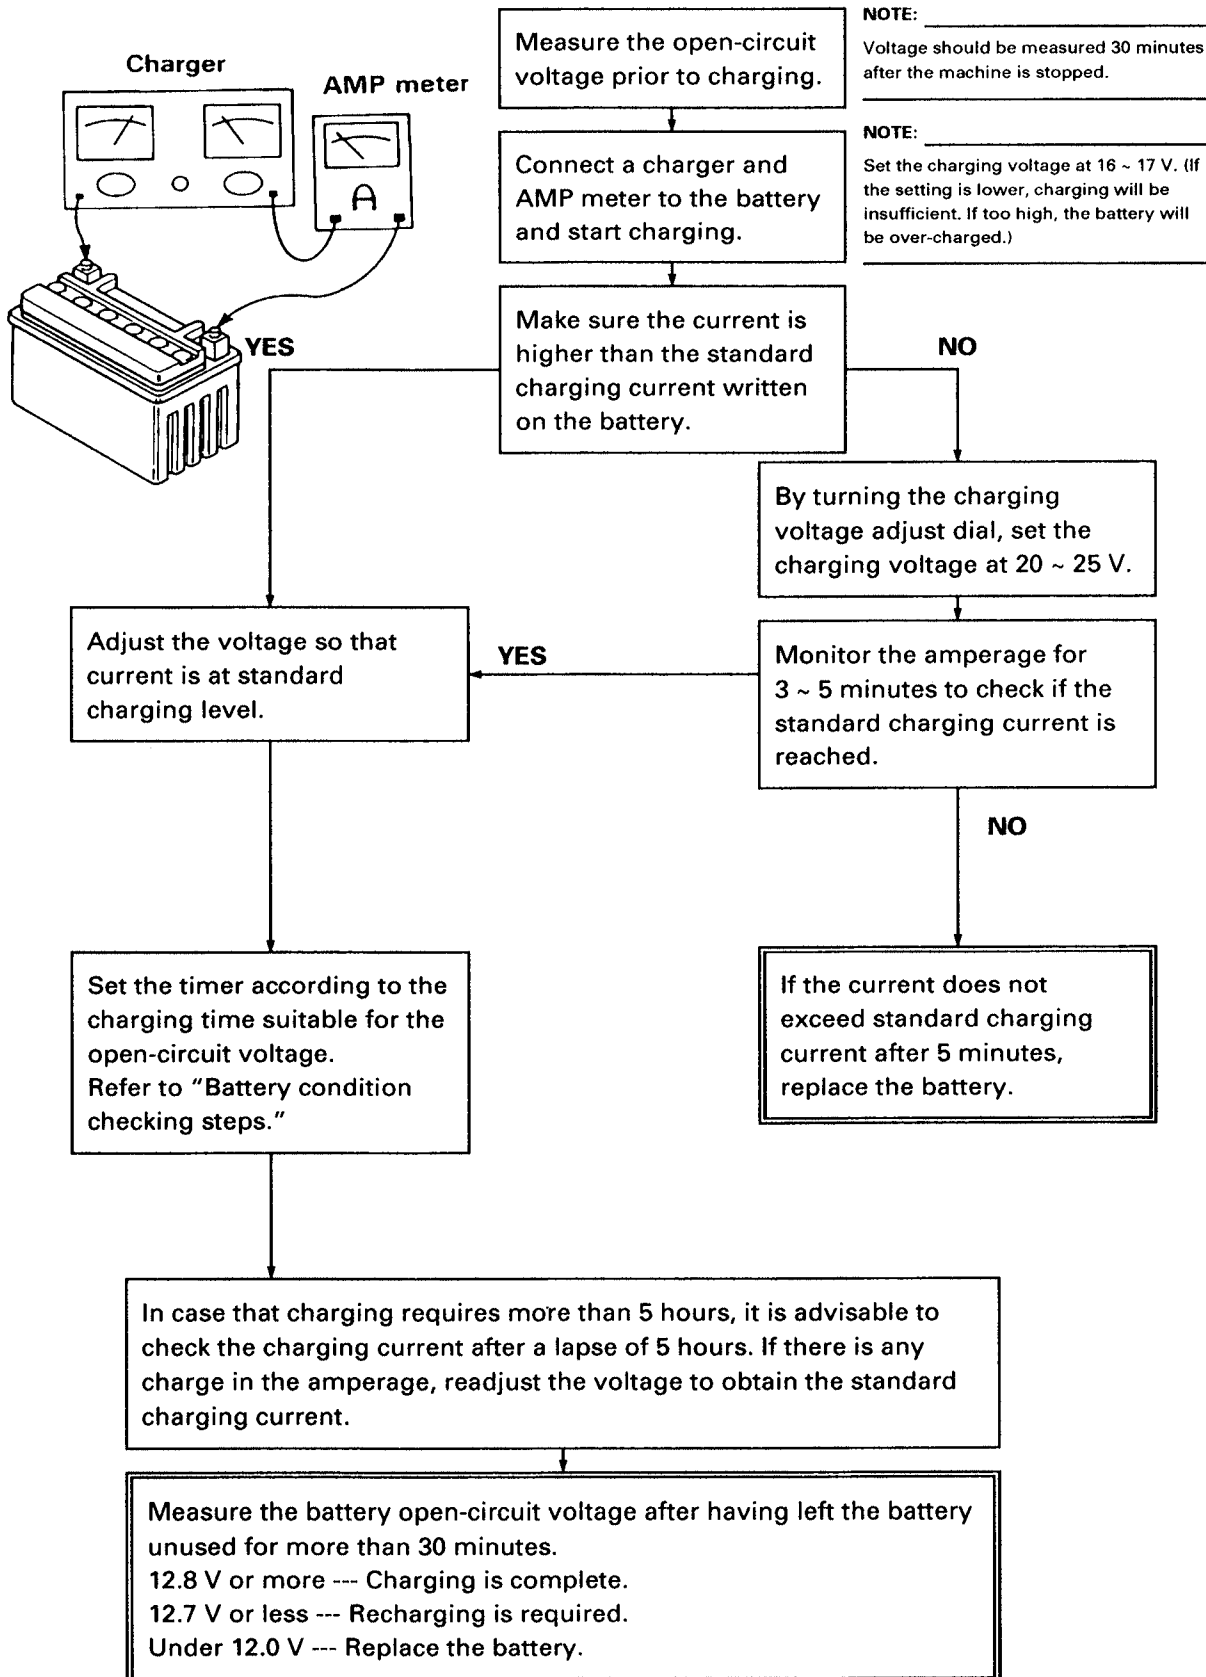 Charger
AMP meter
Measure the open-circuit
voltage prior to charging.
NOTE:
Voltage should be measured 30 minutes
after the machine is stopped.
Connect a charger and
AMP meter to the battery
and start charging.
NOTE:
Set the charging voltage at 16 ~ 17 V. (If
the setting is lower, charging will be
insufficient. If too high, the battery will
be over-charged.)
A
Make sure the current is
higher than the standard
charging current written
on the battery.
YES
NO
By turning the charging
voltage adjust dial, set the
charging voltage at 20 ~ 25 V.
Adjust the voltage so that
current is at standard
charging level.
YES
Monitor the amperage for
3 ~ 5 minutes to check if the
standard charging current is
reached.
NO
Set the timer according to the
charging time suitable for the
open-circuit voltage.
Refer to "Battery condition
checking steps."
If the current does not
exceed standard charging
current after 5 minutes,
replace the battery.
In case that charging requires more than 5 hours, it is advisable to
check the charging current after a lapse of 5 hours. If there is any
charge in the amperage, readjust the voltage to obtain the standard
charging current.
Measure the battery open-circuit voltage after having left the battery
unused for more than 30 minutes.
12.8 V or more --- Charging is complete.
12.7 V or less --- Recharging is required.
Under 12.0 V --- Replace the battery.